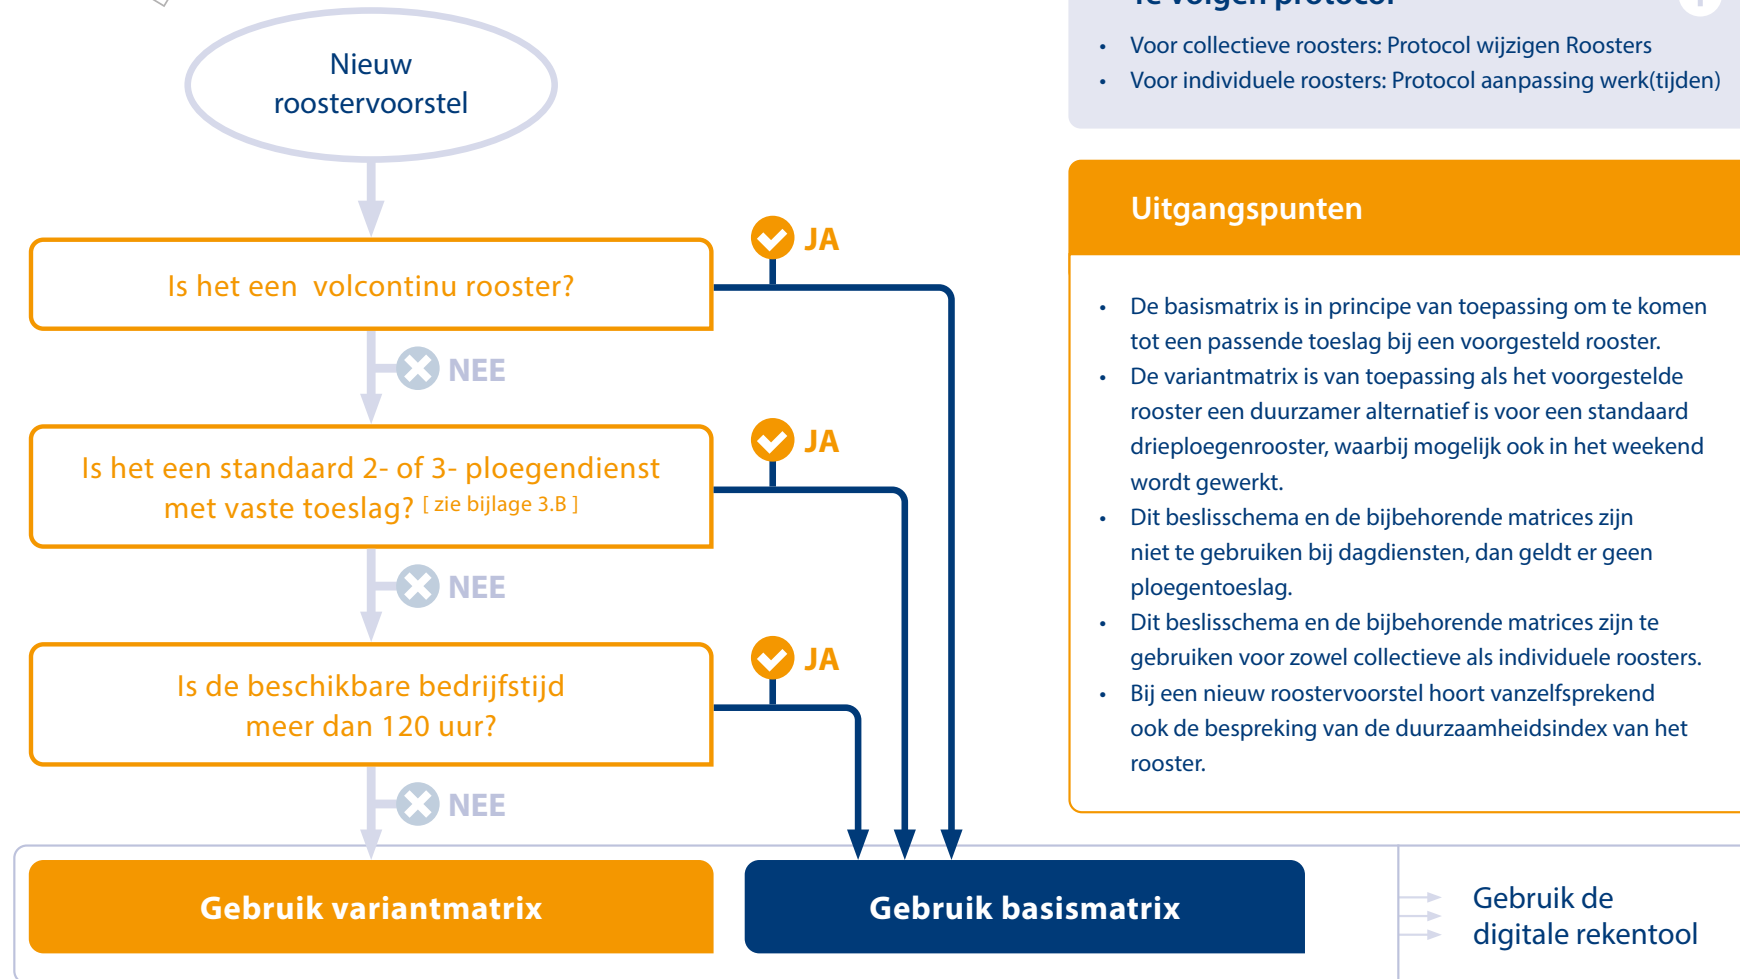 Nieuw
roostervoorstel
Is het een volcontinu rooster?
JA
NEE
Is het een standaard 2- of 3- ploegendienst
met vaste toeslag? [ zie bijlage 3.B ]
JA
NEE
Is de beschikbare bedrijfstijd
meer dan 120 uur?
JA
NEE
Gebruik variantmatrix
Gebruik basismatrix
Te volgen protocol
• Voor collectieve roosters: Protocol wijzigen Roosters
• Voor individuele roosters: Protocol aanpassing werk(tijden)
Uitgangspunten
• De basismatrix is in principe van toepassing om te komen
tot een passende toeslag bij een voorgesteld rooster.
• De variantmatrix is van toepassing als het voorgestelde
rooster een duurzamer alternatief is voor een standaard
drieploegenrooster, waarbij mogelijk ook in het weekend
wordt gewerkt.
• Dit beslisschema en de bijbehorende matrices zijn
niet te gebruiken bij dagdiensten, dan geldt er geen
ploegentoeslag.
• Dit beslisschema en de bijbehorende matrices zijn te
gebruiken voor zowel collectieve als individuele roosters.
• Bij een nieuw roostervoorstel hoort vanzelfsprekend
ook de bespreking van de duurzaamheidsindex van het
rooster.
Gebruik de
digitale rekentool